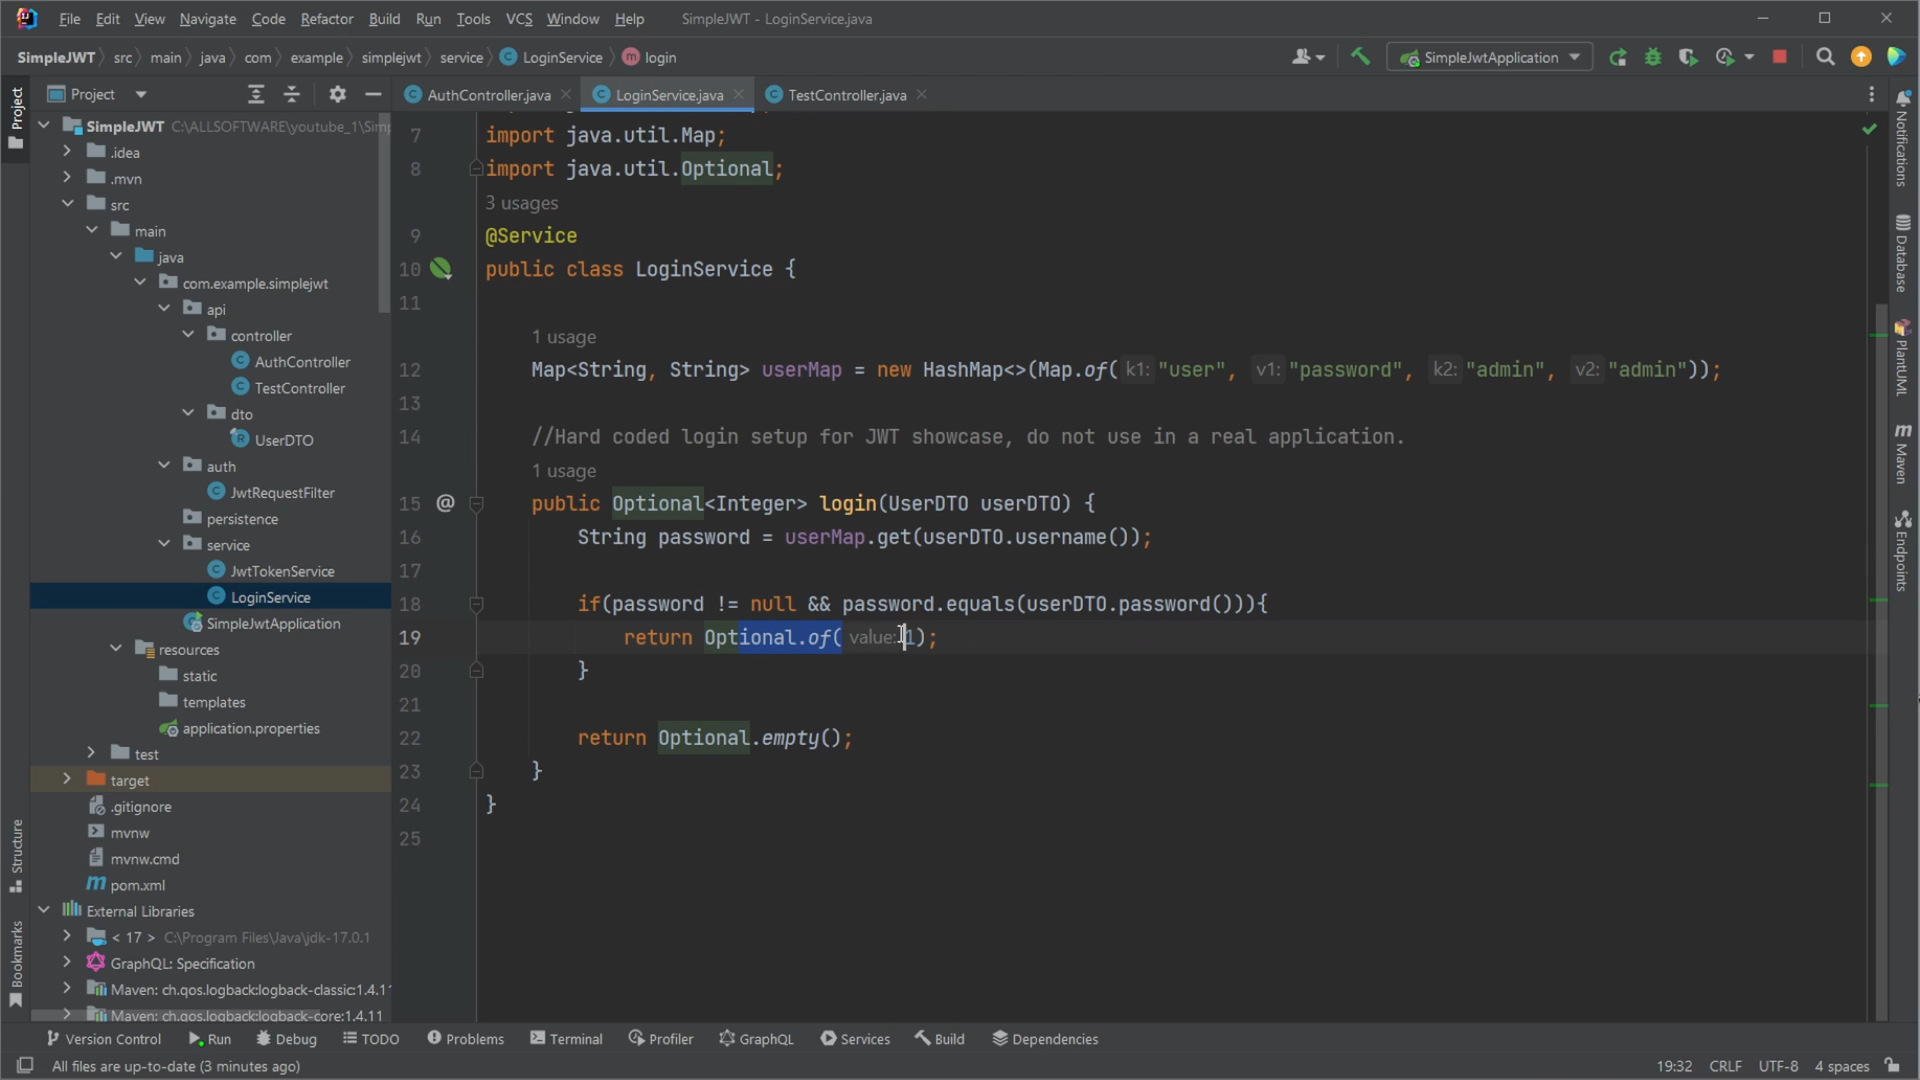 File Edit View Navigate Code Refactor Build Run Tools VCS Window Help SimpleJWT - LoginService.java
SimpleJWT src main java com example simplejwt service LoginService login SimpleJwtApplication
Project
AuthController.java LoginService.java TestController.java
SimpleJWT C:\ALLSOFTWARE\youtube_1\Simp
.idea
.mvn
src
main
java
com.example.simplejwt
api
controller
AuthController
TestController
dto
UserDTO
auth
JwtRequestFilter
persistence
service
JwtTokenService
LoginService
SimpleJwtApplication
resources
static
templates
application.properties
test
target
.gitignore
mvnw
mvnw.cmd
pom.xml
External Libraries
< 17 > C:\Program Files\Java\jdk-17.0.1
GraphQL: Specification
Maven: ch.qos.logback:logback-classic:1.4.11
Maven: ch.qos.logback:logback-core:1.4.11
7 import java.util.Map;
8 import java.util.Optional;
3 usages
9 @Service
10 public class LoginService {
11
1 usage
12 Map<String, String> userMap = new HashMap<>(Map.of( k1: "user", v1: "password", k2: "admin", v2: "admin"));
13
14 //Hard coded login setup for JWT showcase, do not use in a real application.
1 usage
15 @ public Optional<Integer> login(UserDTO userDTO) {
16 String password = userMap.get(userDTO.username());
17
18 if(password != null && password.equals(userDTO.password())){
19 return Optional.of( value: 1);
20 }
21
22 return Optional.empty();
23 }
24 }
25
Project
Structure
Bookmarks
Notifications
Database
PlantUML
Maven
Endpoints
Version Control Run Debug TODO Problems Terminal Profiler GraphQL Services Build Dependencies
All files are up-to-date (3 minutes ago) 19:32 CRLF UTF-8 4 spaces